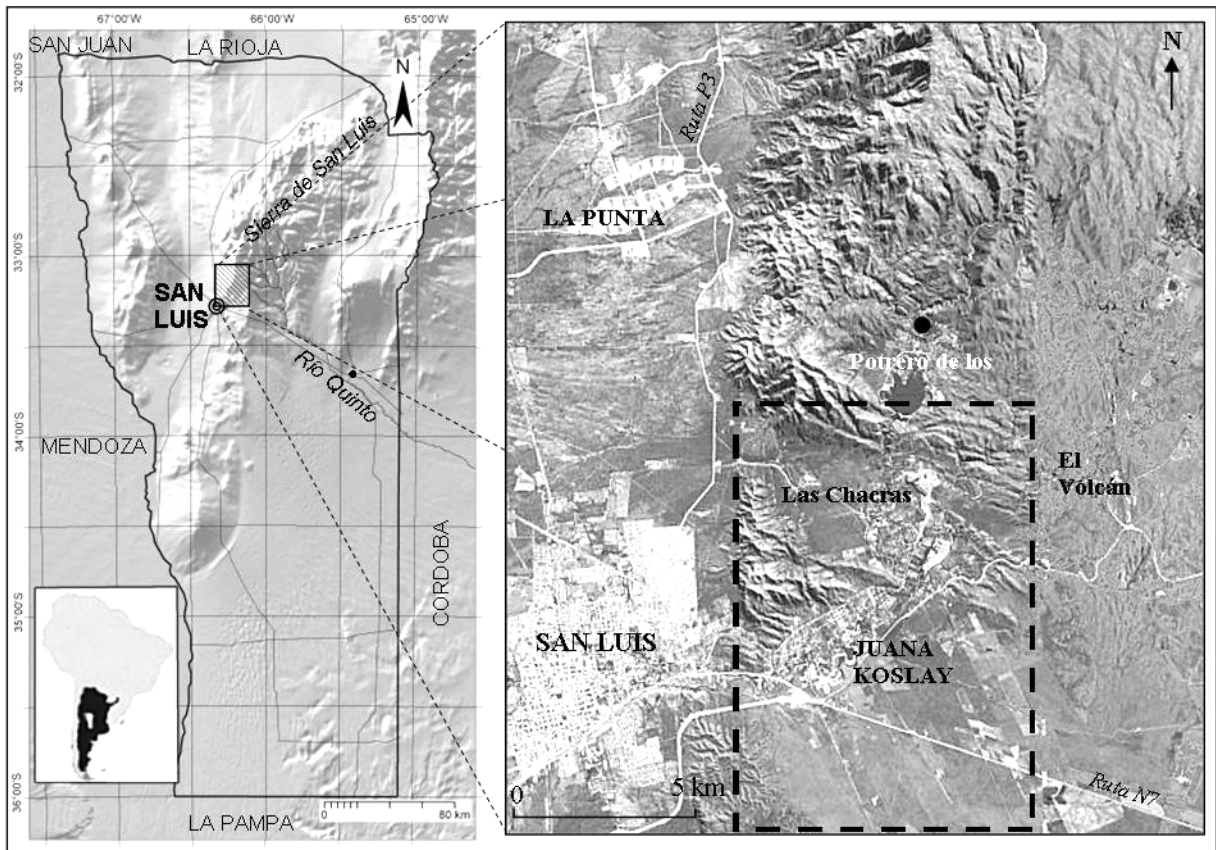 67°00'W
66°00'W
65°00'W
SAN JUAN
LA RIOJA
32°00'S
N
Sierra de San Luis
33°00'S
SAN
LUIS
Río Quinto
34°00'S
MENDOZA
CORDOBA
35°00'S
36°00'S
LA PAMPA
0
80 km
N
Ruta P3
LA PUNTA
Potrero de los
El
Volcán
Las Chacras
SAN LUIS
JUANA
KOSLAY
0
5 km
Ruta N7